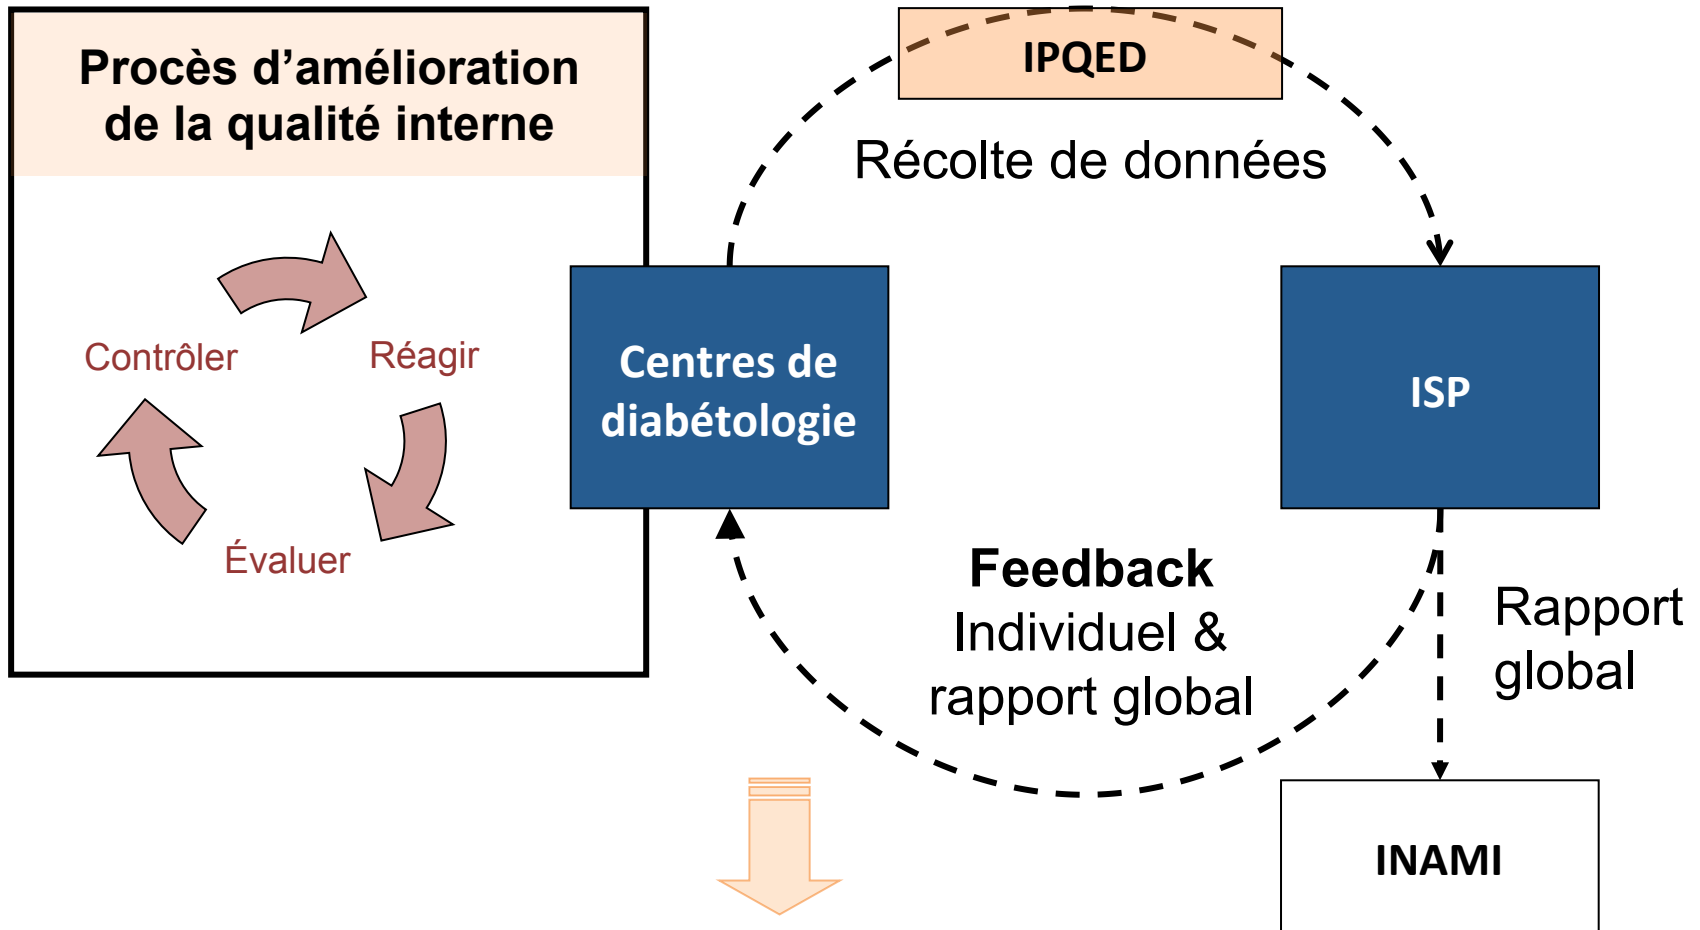 Procès d’amélioration
de la qualité interne
IPQED
Récolte de données
Contrôler
Réagir
Évaluer
Centres de
diabétologie
ISP
Feedback
Individuel &
rapport global
Rapport
global
INAMI